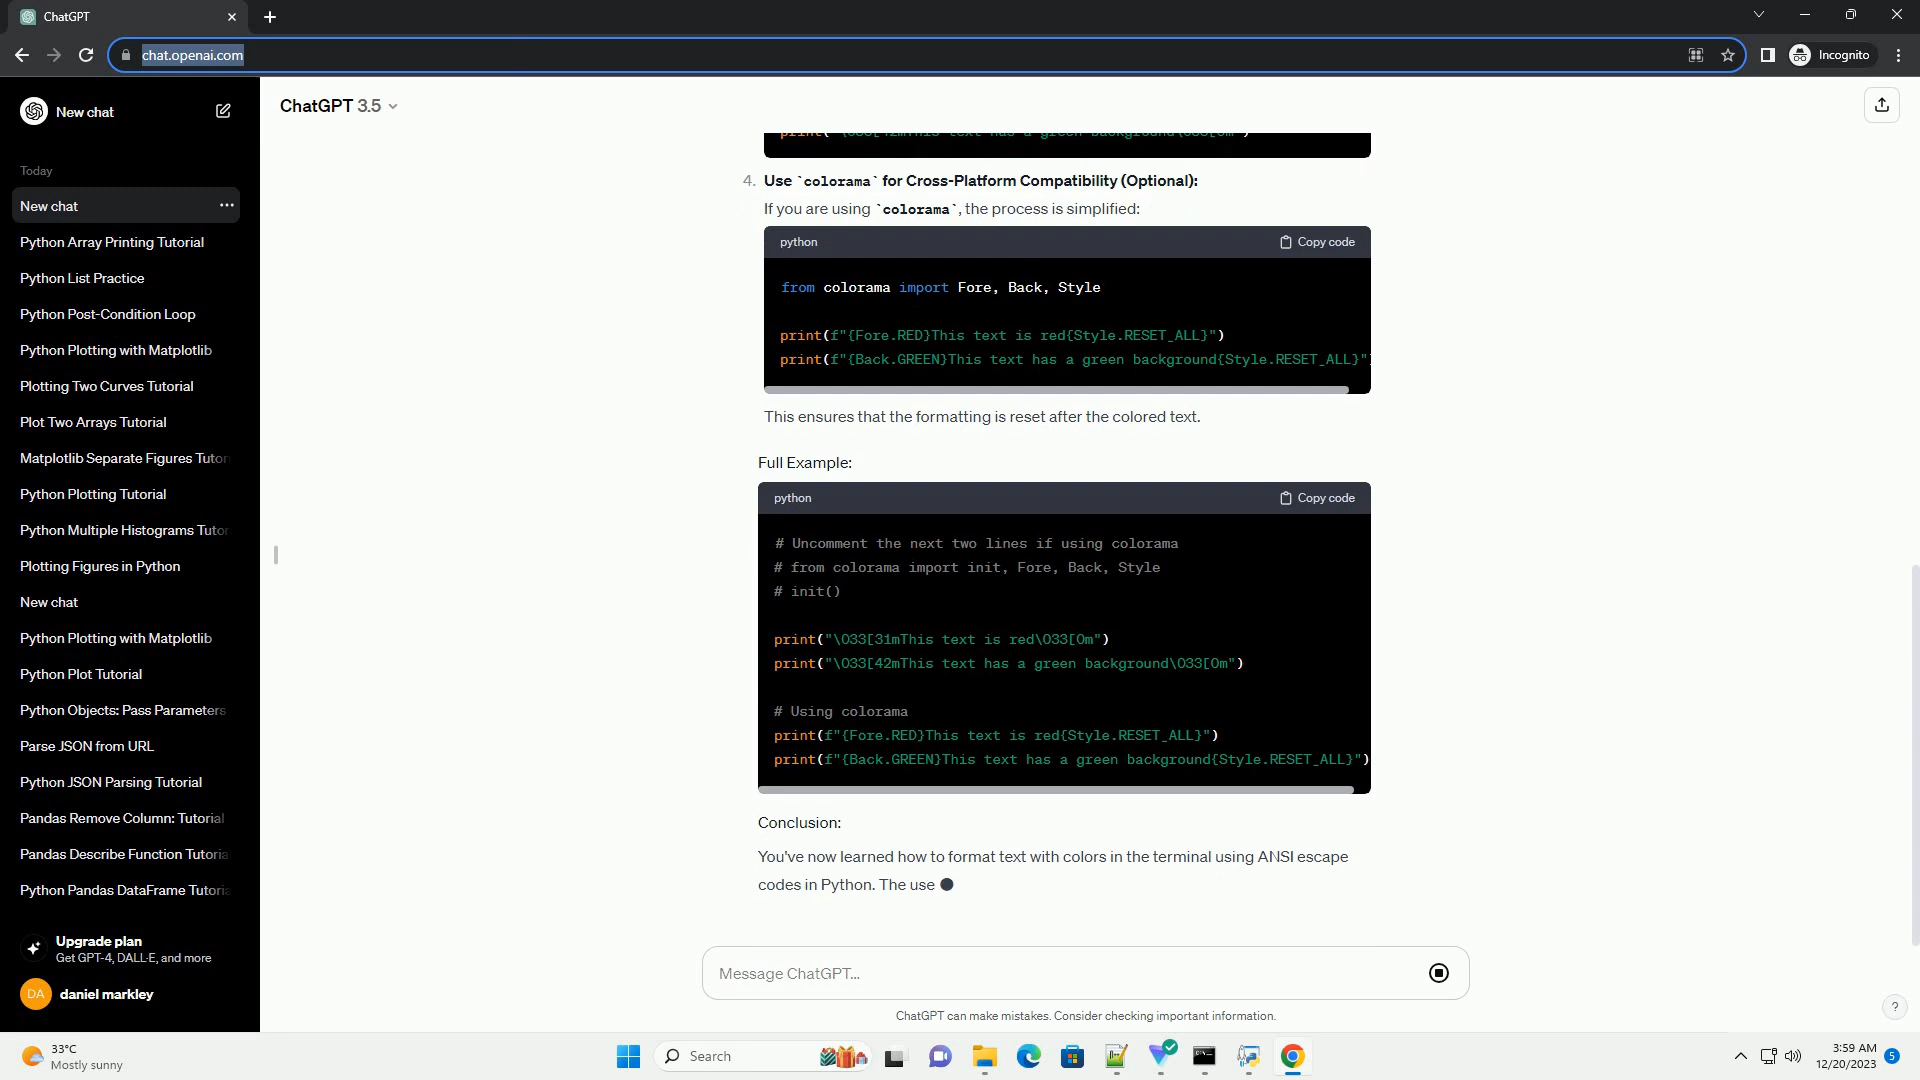 ChatGPT
chat.openai.com
Incognito
New chat
Today
New chat
Python Array Printing Tutorial
Python List Practice
Python Post-Condition Loop
Python Plotting with Matplotlib
Plotting Two Curves Tutorial
Plot Two Arrays Tutorial
Matplotlib Separate Figures Tutor
Python Plotting Tutorial
Python Multiple Histograms Tutor
Plotting Figures in Python
New chat
Python Plotting with Matplotlib
Python Plot Tutorial
Python Objects: Pass Parameters
Parse JSON from URL
Python JSON Parsing Tutorial
Pandas Remove Column: Tutorial
Pandas Describe Function Tutoria
Python Pandas DataFrame Tutoria
Upgrade plan
Get GPT-4, DALL·E, and more
DA
daniel markley
ChatGPT 3.5
print("\033[42mThis text has a green background\033[0m")
4. Use `colorama` for Cross-Platform Compatibility (Optional):
If you are using `colorama`, the process is simplified:
python
Copy code
from colorama import Fore, Back, Style
print(f"{Fore.RED}This text is red{Style.RESET_ALL}")
print(f"{Back.GREEN}This text has a green background{Style.RESET_ALL}")
This ensures that the formatting is reset after the colored text.
Full Example:
python
Copy code
# Uncomment the next two lines if using colorama
# from colorama import init, Fore, Back, Style
# init()
print("\033[31mThis text is red\033[0m")
print("\033[42mThis text has a green background\033[0m")
# Using colorama
print(f"{Fore.RED}This text is red{Style.RESET_ALL}")
print(f"{Back.GREEN}This text has a green background{Style.RESET_ALL}")
Conclusion:
You've now learned how to format text with colors in the terminal using ANSI escape
codes in Python. The use
Message ChatGPT...
ChatGPT can make mistakes. Consider checking important information.
?
33°C
Mostly sunny
Search
3:59 AM
12/20/2023
5